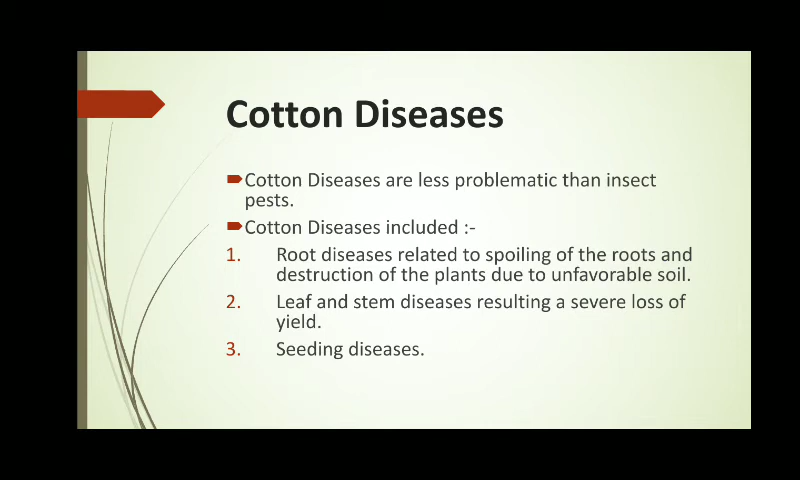 Cotton Diseases
Cotton Diseases are less problematic than insect
pests.
Cotton Diseases included :-
1. Root diseases related to spoiling of the roots and
destruction of the plants due to unfavorable soil.
2. Leaf and stem diseases resulting a severe loss of
yield.
3. Seeding diseases.